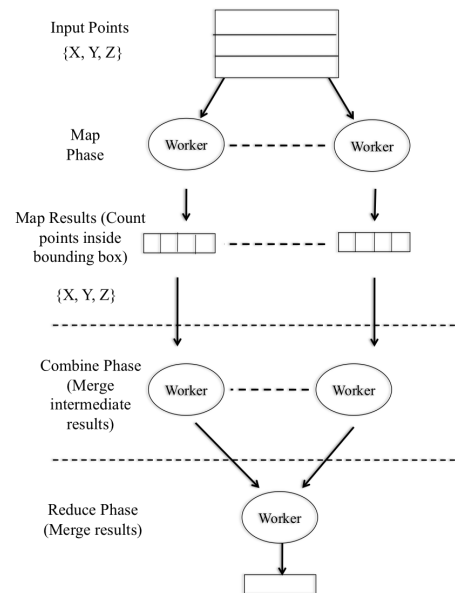 Input Points
{X, Y, Z}
Map
Phase
Worker
Worker
Map Results (Count
points inside
bounding box)
{X, Y, Z}
Combine Phase
(Merge
intermediate
results)
Worker
Worker
Reduce Phase
(Merge results)
Worker